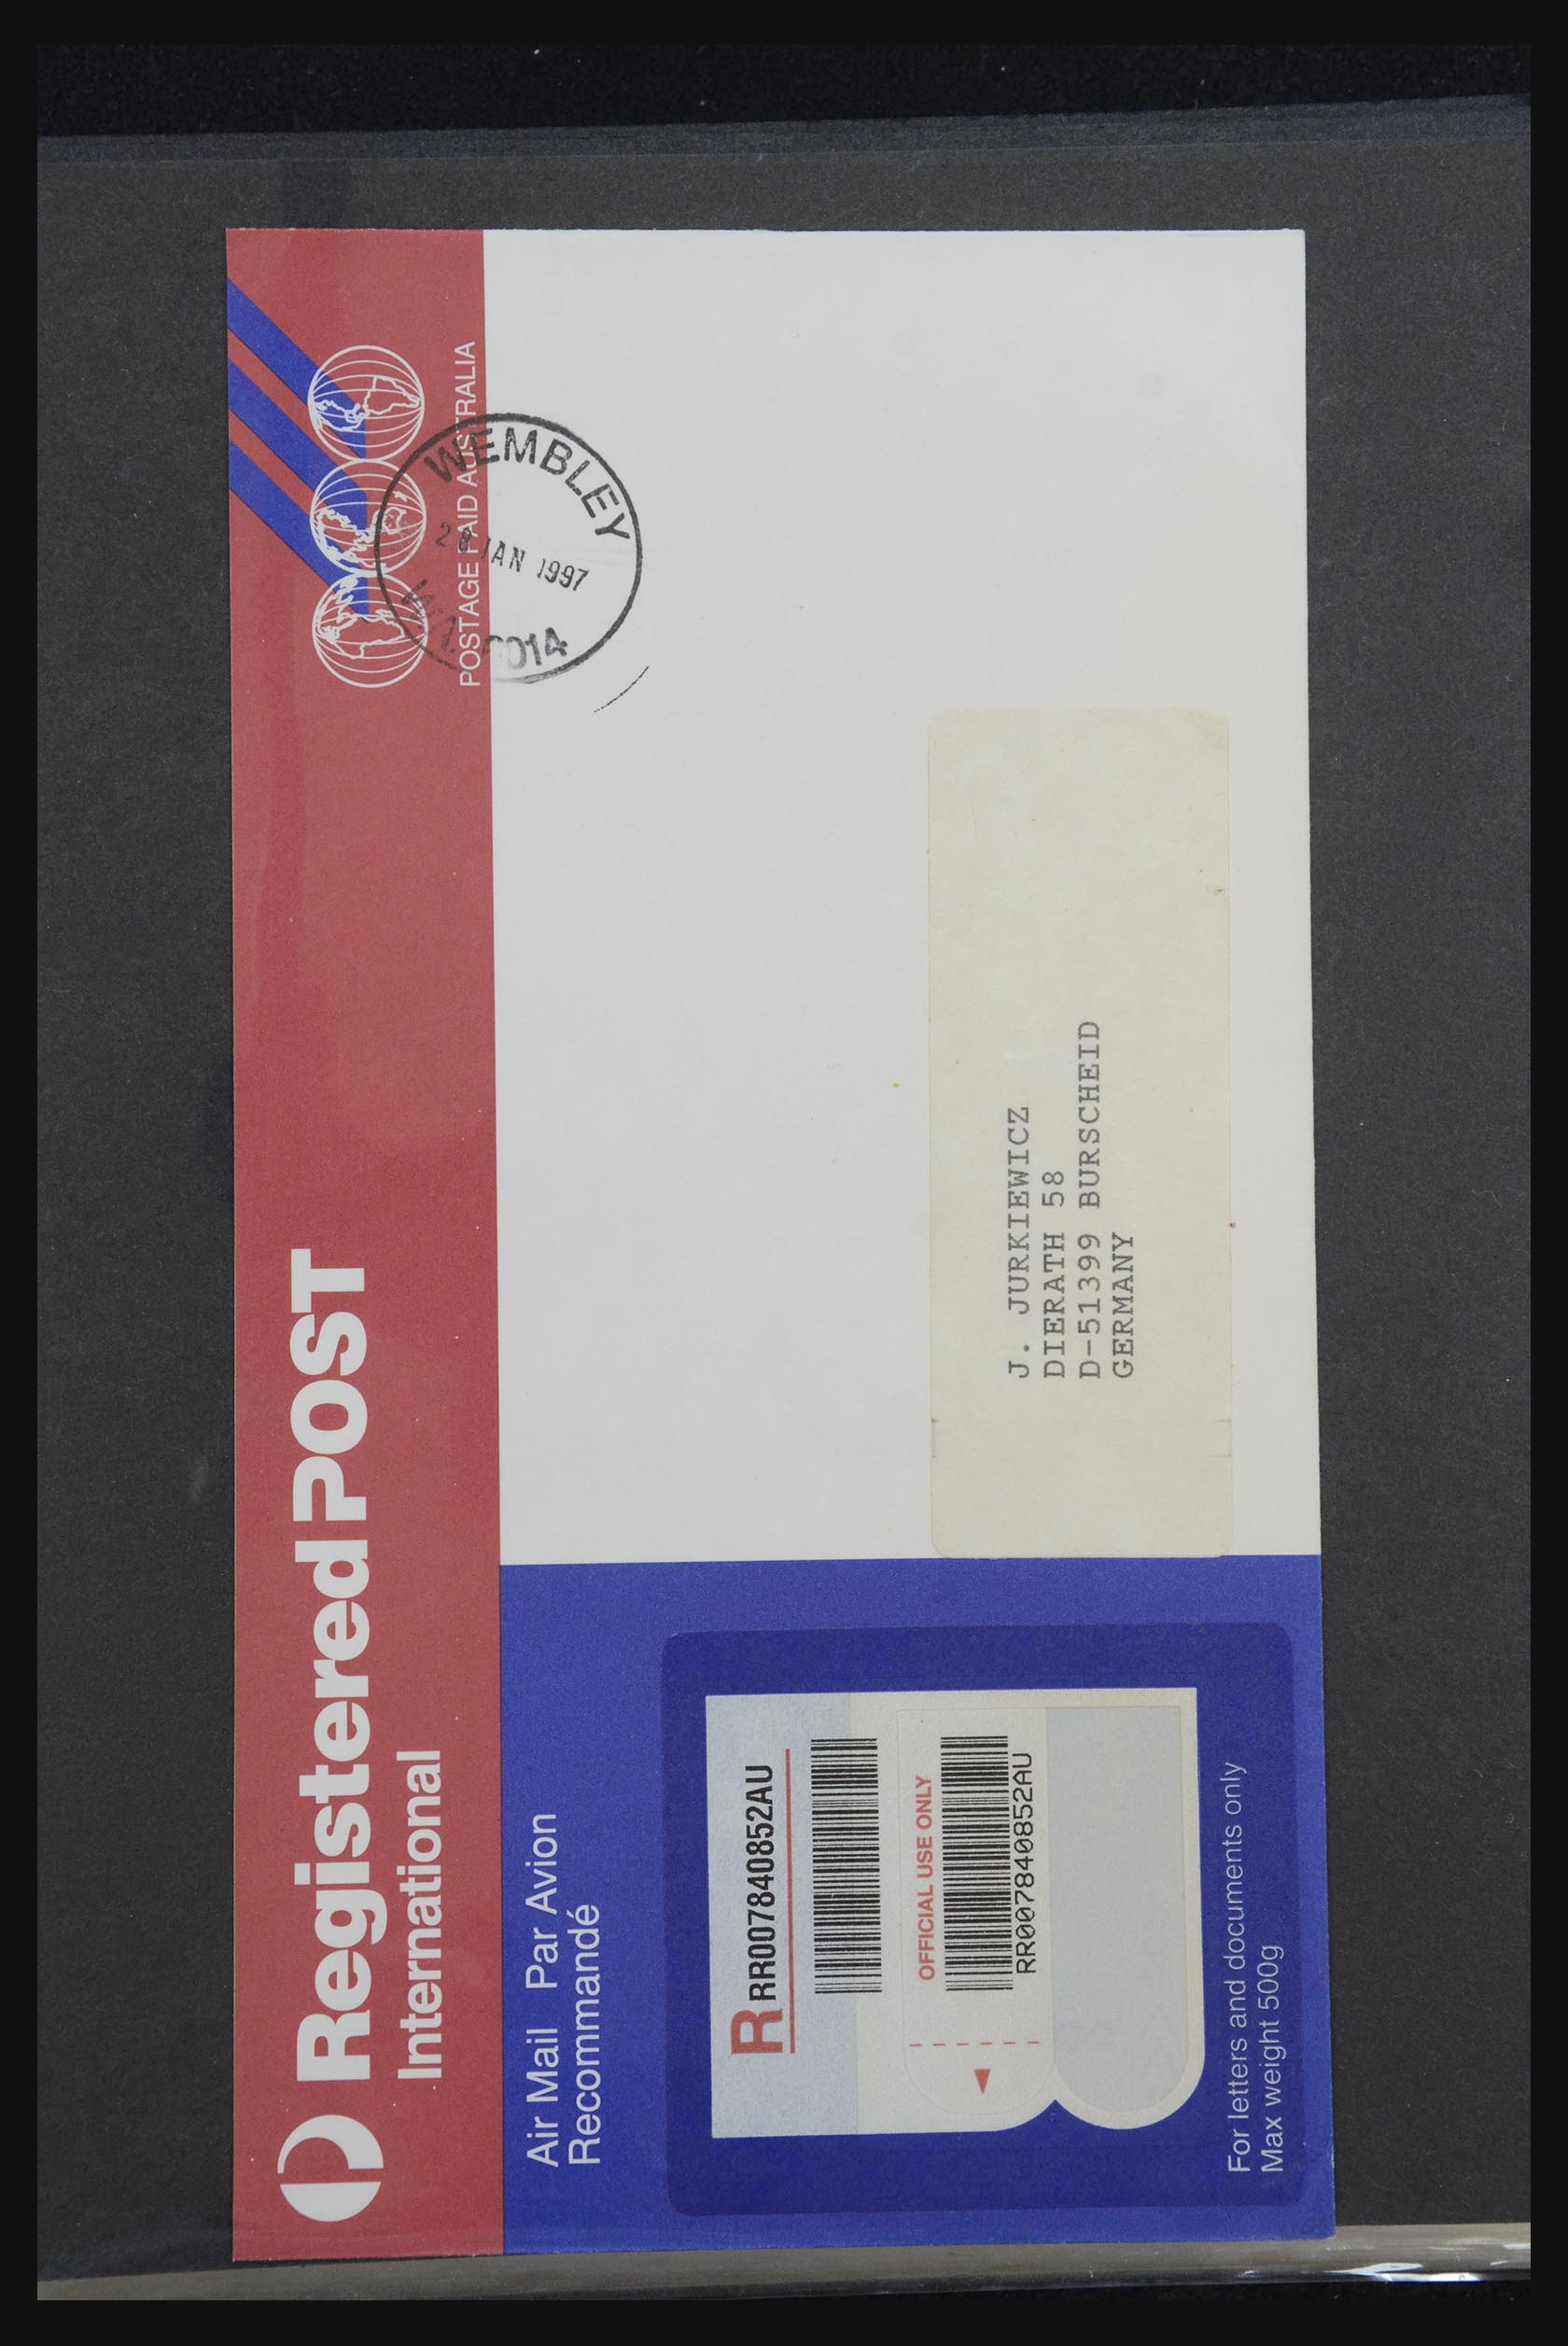 Registered POST
International
POSTAGE PAID AUSTRALIA
WEMBLEY
JAN 1997
Air Mail Par Avion
Recommandé
R RR007840852AU
OFFICIAL USE ONLY
RR007840852AU
For letters and documents only
Max weight 500g
J. JURKIEWICZ
DIERATH 58
D-51399 BURSCHEID
GERMANY